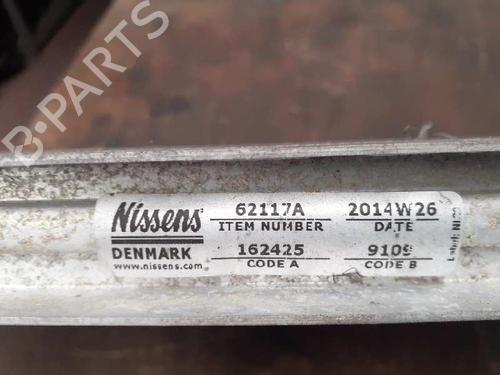 B-PARTS
Nissens
DENMARK
www.nissens.com
62117A
ITEM NUMBER
162425
CODE A
2014W26
DATE
9109
CODE B